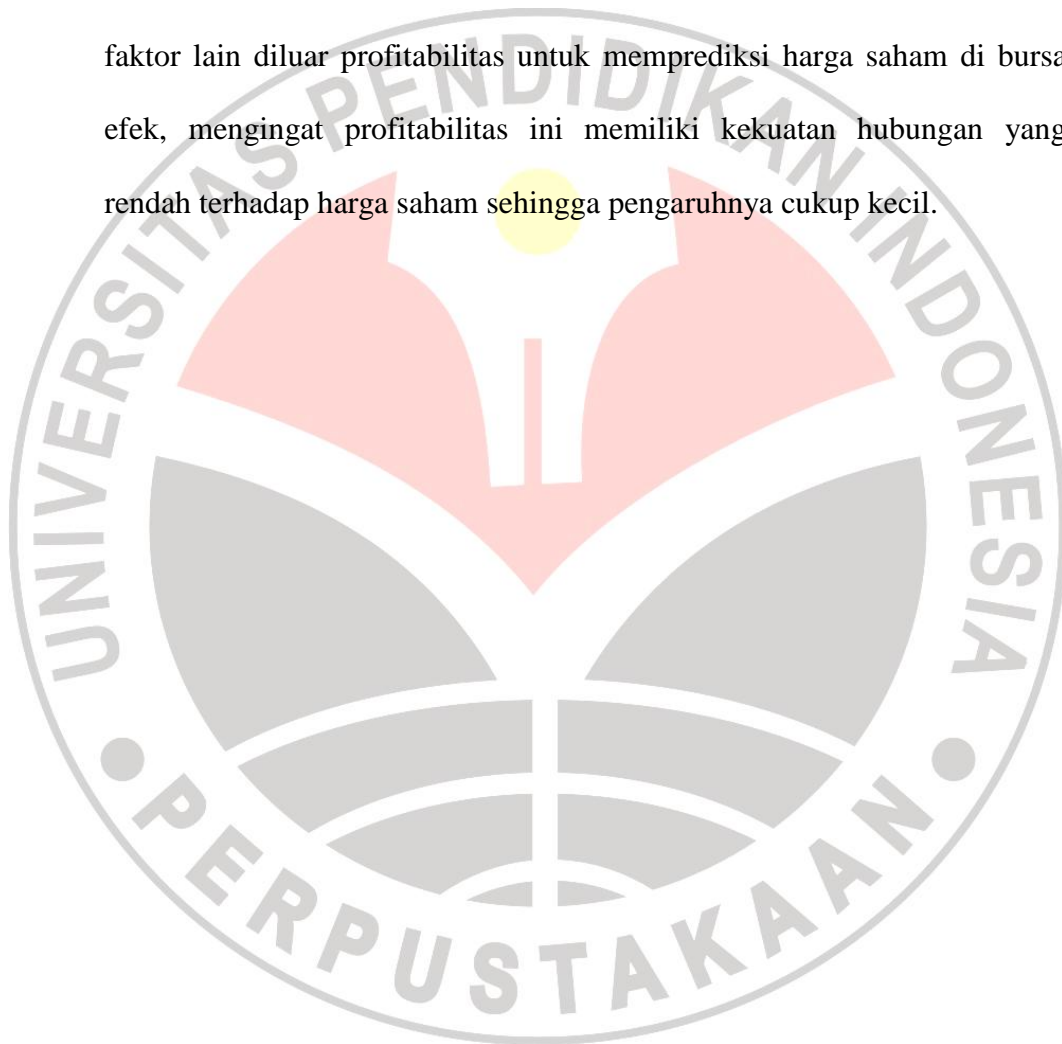 faktor lain diluar profitabilitas untuk memprediksi harga saham di bursa
efek, mengingat profitabilitas ini memiliki kekuatan hubungan yang
rendah terhadap harga saham sehingga pengaruhnya cukup kecil.
UNIVERSITAS PENDIDIKAN INDONESIA
PERPUSTAKAAN